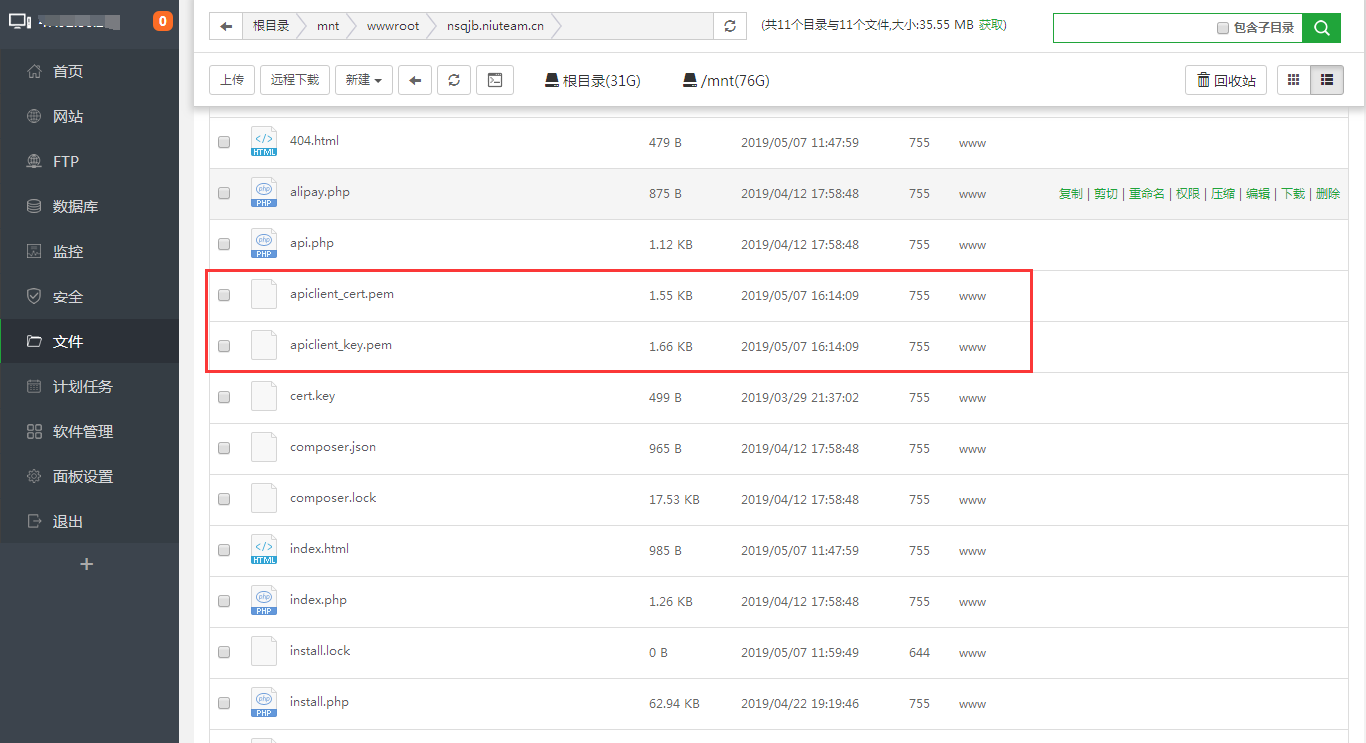 0
首页
网站
FTP
数据库
监控
安全
文件
计划任务
软件管理
面板设置
退出
根目录 mnt wwwroot nsqjb.niuteam.cn (共11个目录与11个文件,大小:35.55 MB 获取) 包含子目录
上传 远程下载 新建 根目录(31G) /mnt(76G) 回收站
HTML 404.html 479 B 2019/05/07 11:47:59 755 www
php PHP alipay.php 875 B 2019/04/12 17:58:48 755 www 复制 | 剪切 | 重命名 | 权限 | 压缩 | 编辑 | 下载 | 删除
php PHP api.php 1.12 KB 2019/04/12 17:58:48 755 www
apiclient_cert.pem 1.55 KB 2019/05/07 16:14:09 755 www
apiclient_key.pem 1.66 KB 2019/05/07 16:14:09 755 www
cert.key 499 B 2019/03/29 21:37:02 755 www
composer.json 965 B 2019/04/12 17:58:48 755 www
composer.lock 17.53 KB 2019/04/12 17:58:48 755 www
HTML index.html 985 B 2019/05/07 11:47:59 755 www
php PHP index.php 1.26 KB 2019/04/12 17:58:48 755 www
install.lock 0 B 2019/05/07 11:59:49 644 www
php PHP install.php 62.94 KB 2019/04/22 19:19:46 755 www